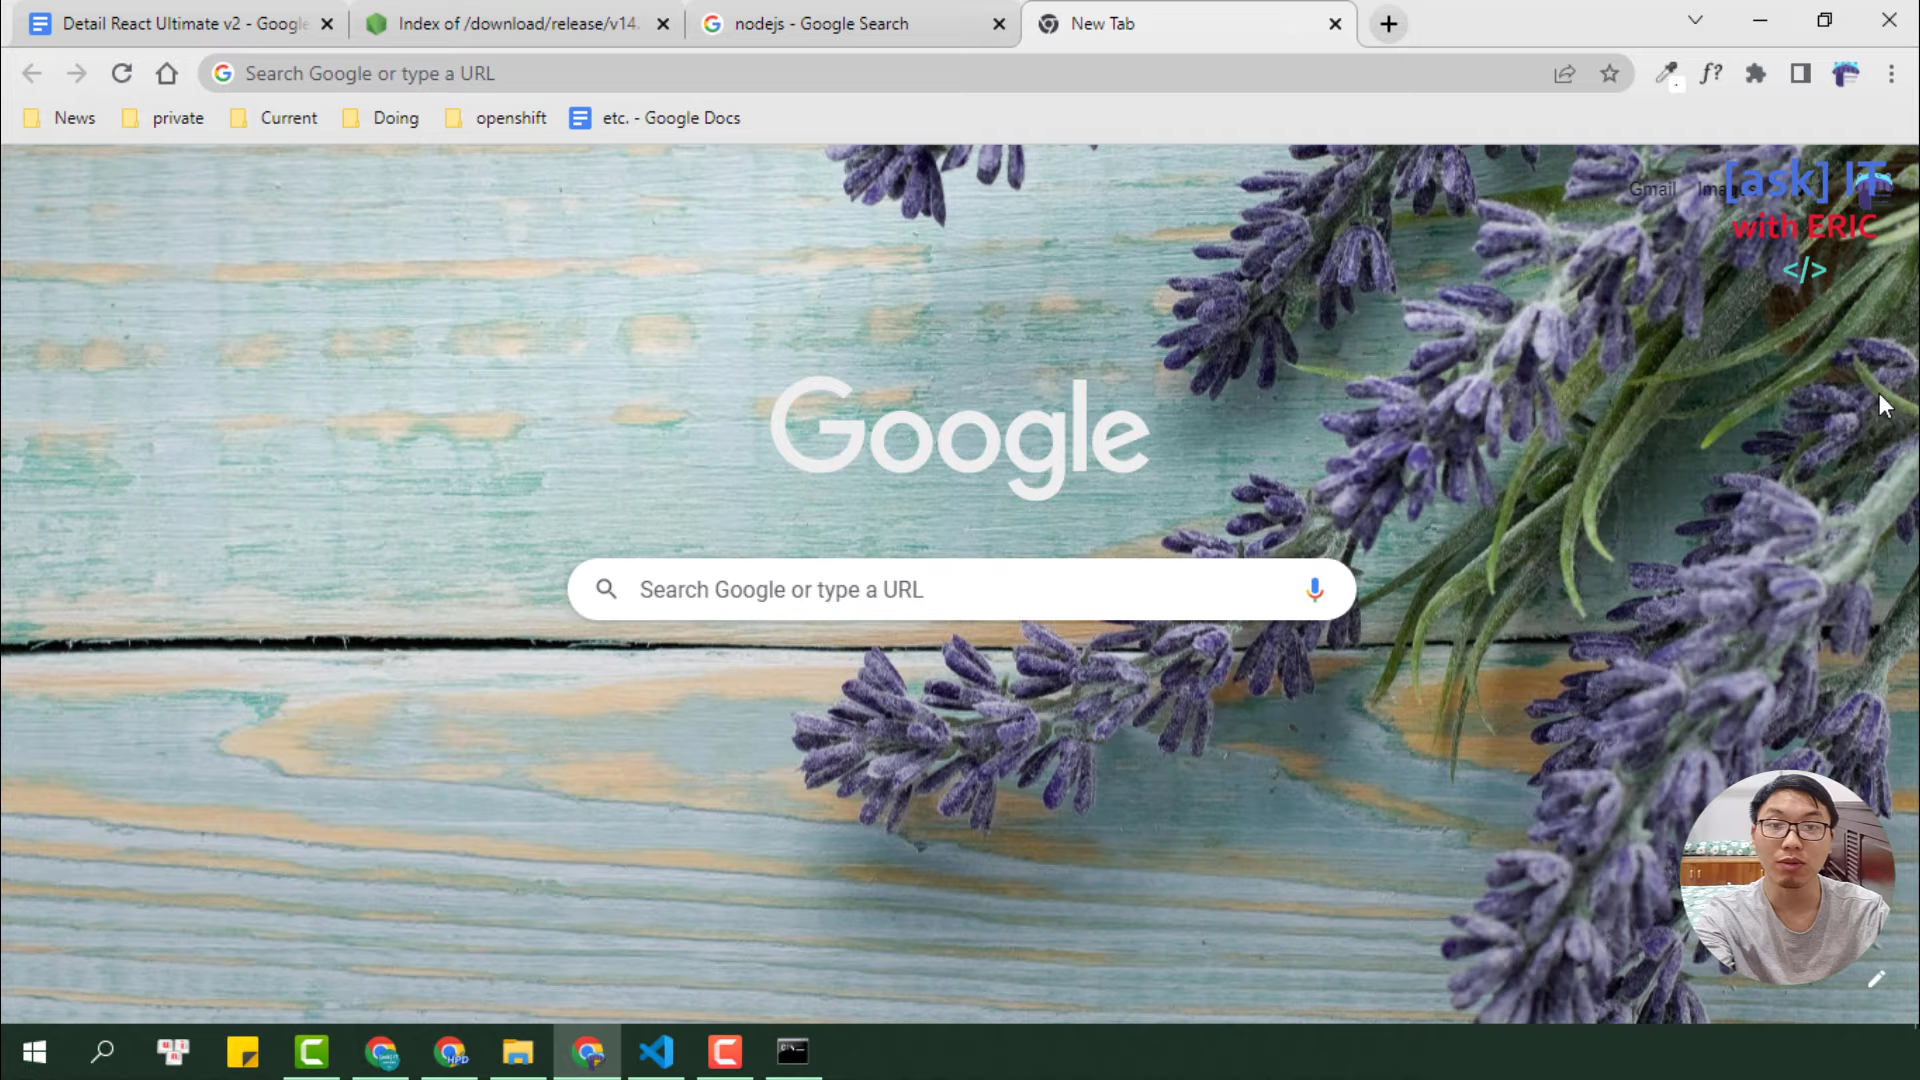 Detail React Ultimate v2 - Google
Index of /download/release/v14.
nodejs - Google Search
New Tab
Search Google or type a URL
f?
News
private
Current
Doing
openshift
etc. - Google Docs
Gmail
[ask] IT
with ERIC
</>
Google
Search Google or type a URL
HPD